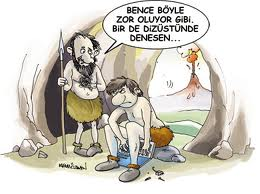 BENCE BÖYLE
ZOR OLUYOR GİBİ.
BİR DE DİZÜSTÜNDE
DENESEN...